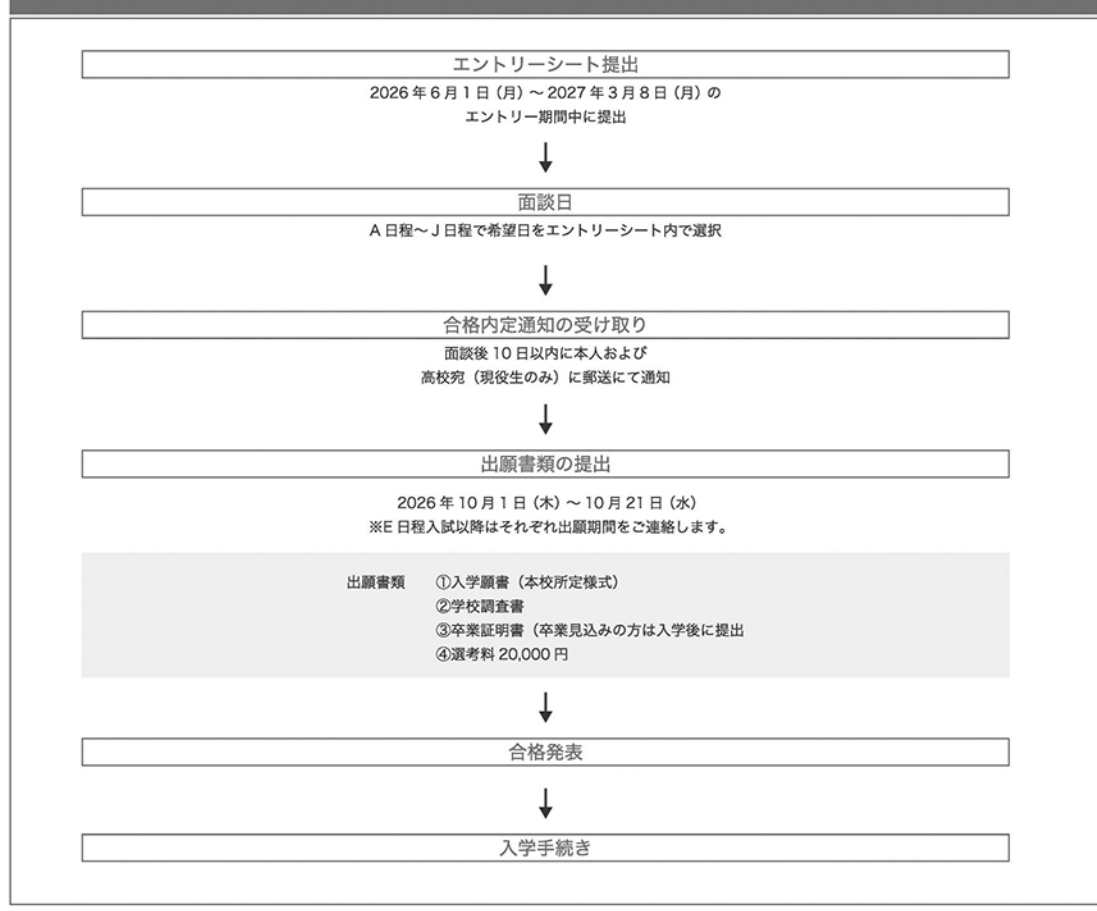 エントリーシート提出
2026年6月1日（月）〜2027年3月8日（月）の
エントリー期間中に提出
↓
面談日
A日程〜J日程で希望日をエントリーシート内で選択
↓
合格内定通知の受け取り
面談後10日以内に本人および
高校宛（現役生のみ）に郵送にて通知
↓
出願書類の提出
2026年10月1日（木）〜10月21日（水）
※E日程入試以降はそれぞれ出願期間をご連絡します。
出願書類 ①入学願書（本校所定様式）
②学校調査書
③卒業証明書（卒業見込みの方は入学後に提出
④選考料20,000円
↓
合格発表
↓
入学手続き